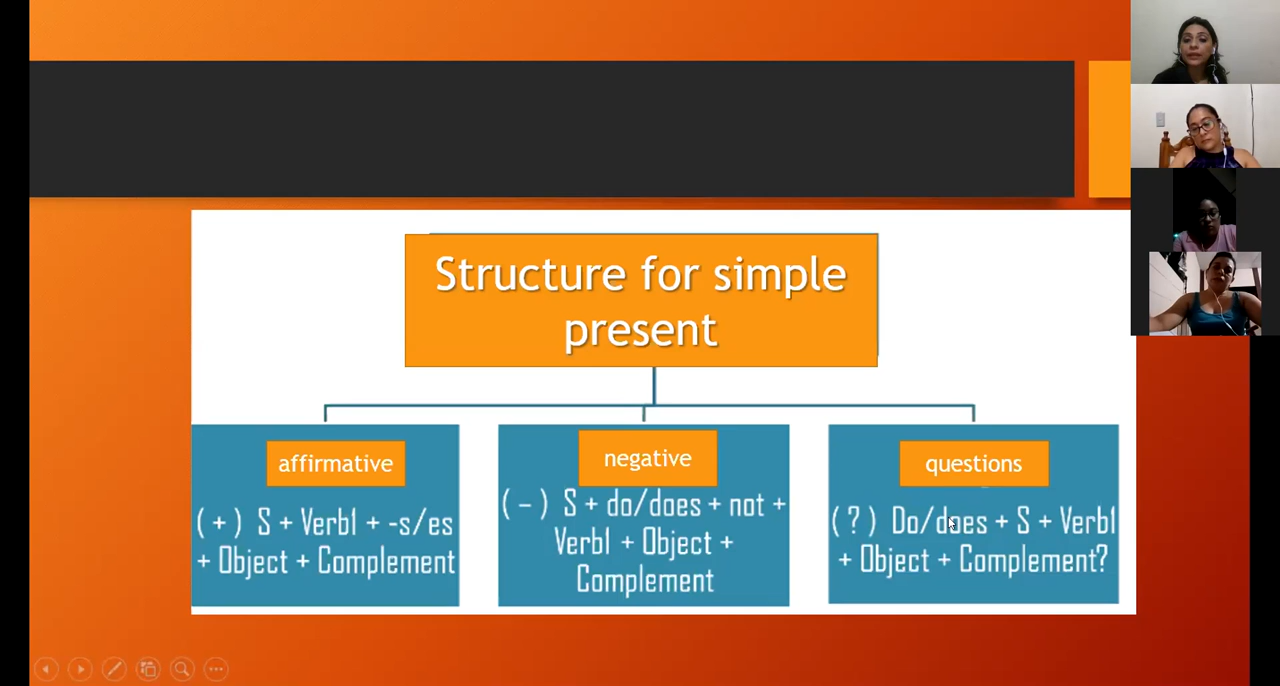 Structure for simple
present
affirmative
(+) S + Verb1 + -s/es
+ Object + Complement
negative
(-) S + do/does + not +
Verb1 + Object +
Complement
questions
(?) Do/does + S + Verb1
+ Object + Complement?